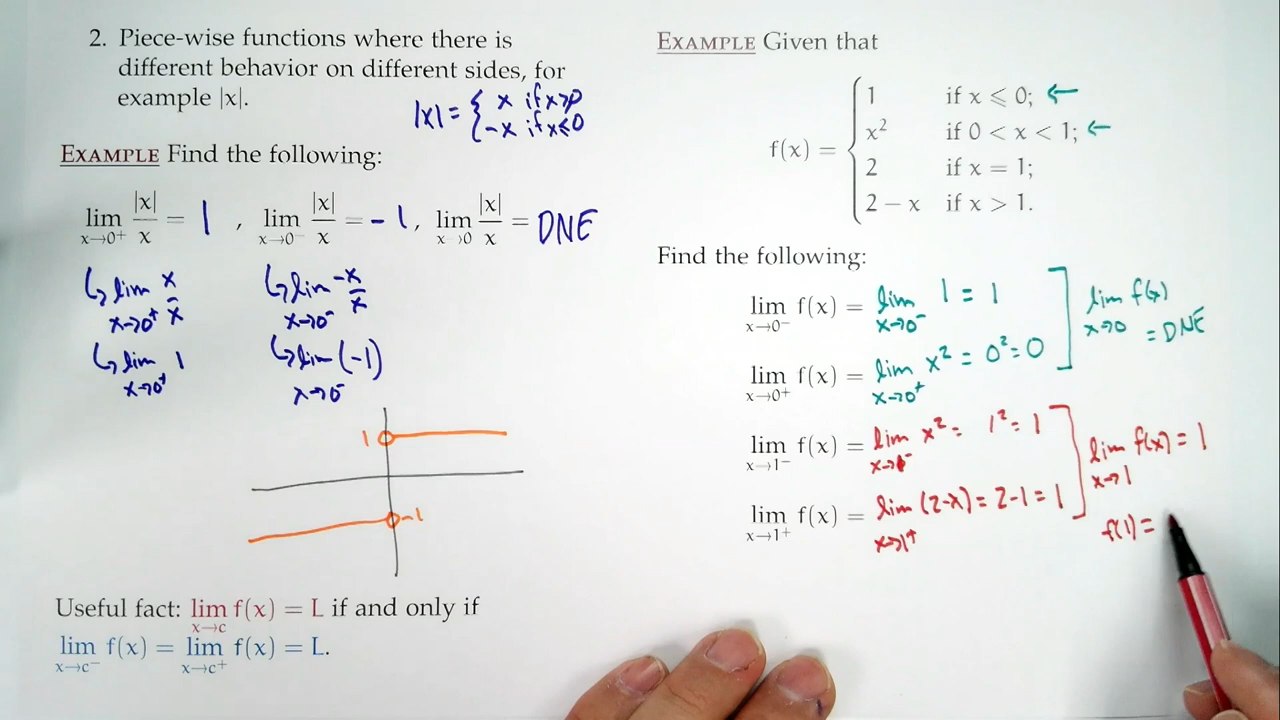 2. Piece-wise functions where there is
different behavior on different sides, for
example |x|.
|x| = { x if x>0
-x if x≤0
EXAMPLE Find the following:
lim x→0+ |x|/x = 1 , lim x→0- |x|/x = -1, lim x→0 |x|/x = DNE
↳ lim x→0+ x/x
↳ lim x→0- -x/x
↳ lim x→0+ 1
↳ lim x→0- (-1)
1
-1
Useful fact: lim x→c f(x) = L if and only if
lim x→c- f(x) = lim x→c+ f(x) = L.
EXAMPLE Given that
f(x) = {
1 if x ⩽ 0; ←
x² if 0 < x < 1; ←
2 if x = 1;
2 − x if x > 1.
Find the following:
lim x→0- f(x) = lim x→0- 1 = 1
lim x→0+ f(x) = lim x→0+ x² = 0² = 0
] lim x→0 f(x) = DNE
lim x→1- f(x) = lim x→1- x² = 1² = 1
lim x→1+ f(x) = lim x→1+ (2-x) = 2-1 = 1
] lim x→1 f(x) = 1
f(1) =